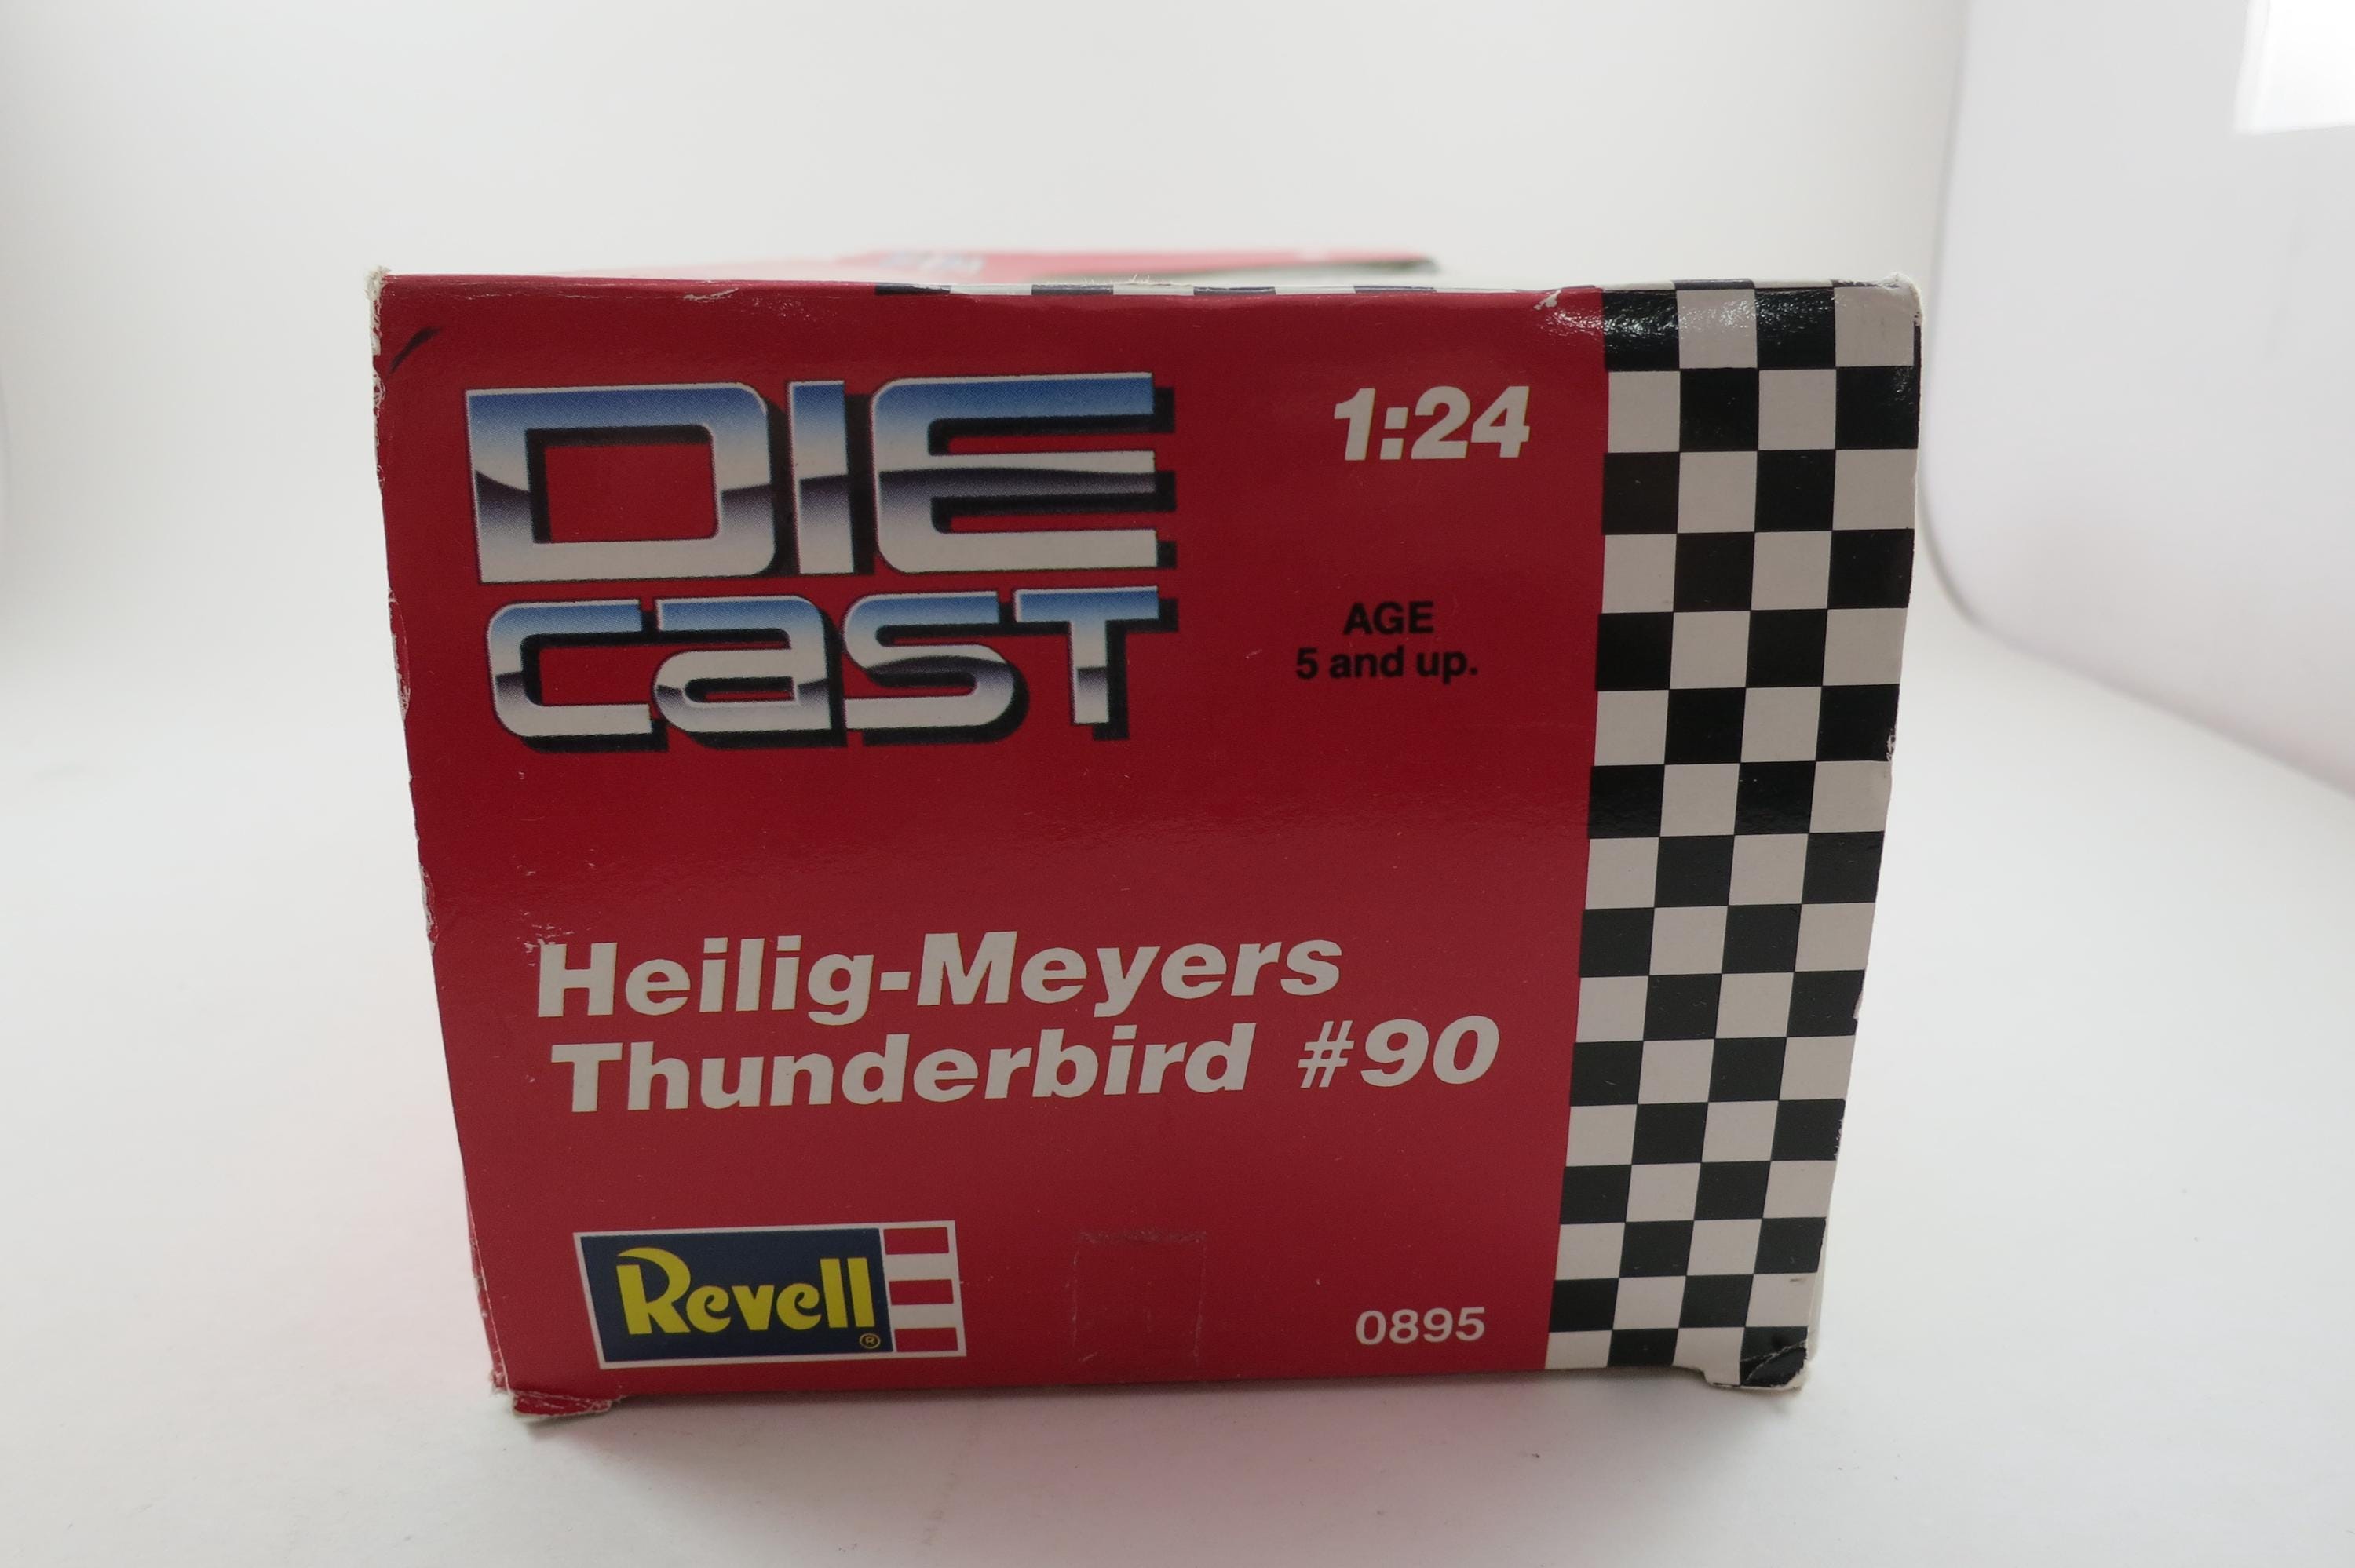 DIE
cast
1:24
AGE
5 and up.
Heilig-Meyers
Thunderbird #90
Revell®
0895